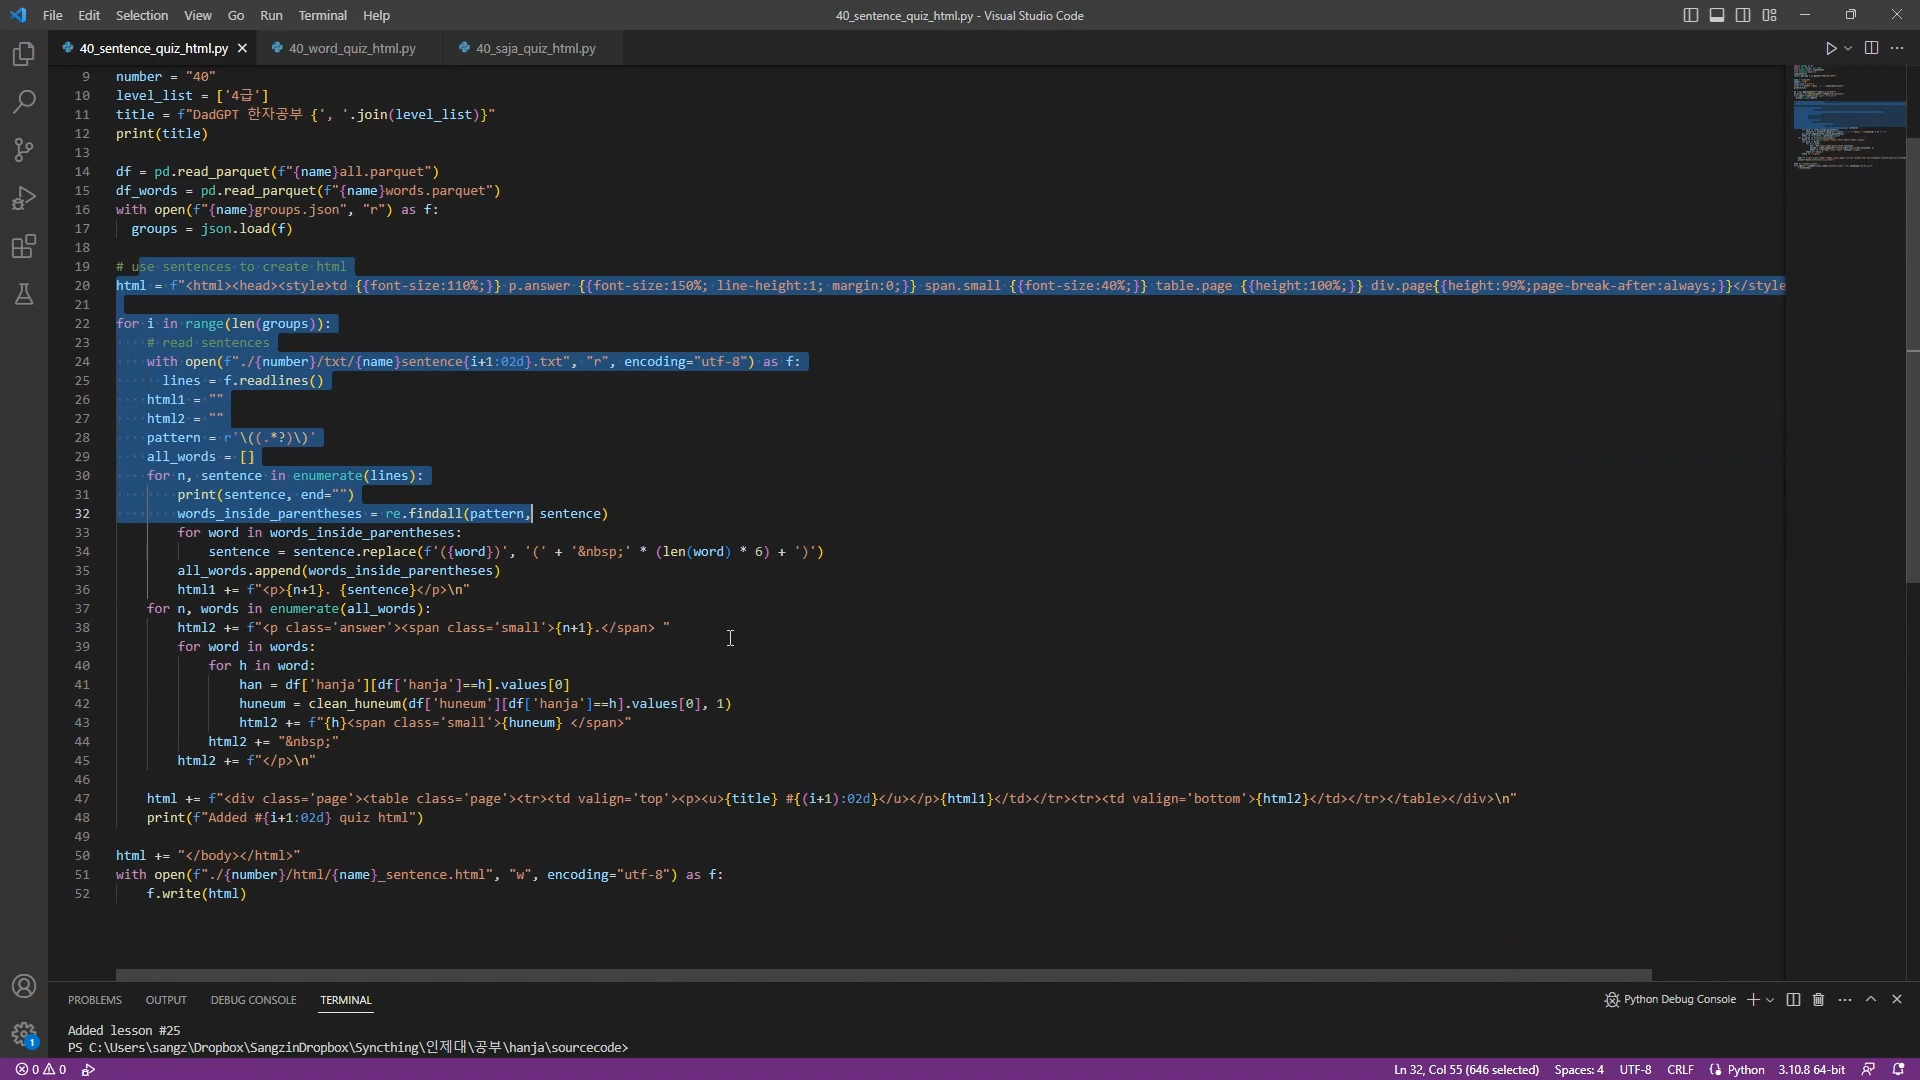 File Edit Selection View Go Run Terminal Help 40_sentence_quiz_html.py - Visual Studio Code
40_sentence_quiz_html.py 40_word_quiz_html.py 40_saja_quiz_html.py
9 number = "40"
10 level_list = ['4급']
11 title = f"DadGPT 한자공부 {', '.join(level_list)}"
12 print(title)
13
14 df = pd.read_parquet(f"{name}all.parquet")
15 df_words = pd.read_parquet(f"{name}words.parquet")
16 with open(f"{name}groups.json", "r") as f:
17 groups = json.load(f)
18
19 # use sentences to create html
20 html = f"<html><head><style>td {{font-size:110%;}} p.answer {{font-size:150%; line-height:1; margin:0;}} span.small {{font-size:40%;}} table.page {{height:100%;}} div.page{{height:99%;page-break-after:always;}}</style
21
22 for i in range(len(groups)):
23 # read sentences
24 with open(f"./{number}/txt/{name}sentence{i+1:02d}.txt", "r", encoding="utf-8") as f:
25 lines = f.readlines()
26 html1 = ""
27 html2 = ""
28 pattern = r'\((.*?)\)'
29 all_words = []
30 for n, sentence in enumerate(lines):
31 print(sentence, end="")
32 words_inside_parentheses = re.findall(pattern, sentence)
33 for word in words_inside_parentheses:
34 sentence = sentence.replace(f'({word})', '(' + '&nbsp;' * (len(word) * 6) + ')')
35 all_words.append(words_inside_parentheses)
36 html1 += f"<p>{n+1}. {sentence}</p>\n"
37 for n, words in enumerate(all_words):
38 html2 += f"<p class='answer'><span class='small'>{n+1}.</span> "
39 for word in words:
40 for h in word:
41 han = df['hanja'][df['hanja']==h].values[0]
42 huneum = clean_huneum(df['huneum'][df['hanja']==h].values[0], 1)
43 html2 += f"{h}<span class='small'>{huneum} </span>"
44 html2 += "&nbsp;"
45 html2 += f"</p>\n"
46
47 html += f"<div class='page'><table class='page'><tr><td valign='top'><p><u>{title} #{(i+1):02d}</u></p>{html1}</td></tr><tr><td valign='bottom'>{html2}</td></tr></table></div>\n"
48 print(f"Added #{i+1:02d} quiz html")
49
50 html += "</body></html>"
51 with open(f"./{number}/html/{name}_sentence.html", "w", encoding="utf-8") as f:
52 f.write(html)
PROBLEMS OUTPUT DEBUG CONSOLE TERMINAL Python Debug Console
Added lesson #25
PS C:\Users\sangz\Dropbox\SangzinDropbox\Syncthing\인제대\공부\hanja\sourcecode>
1
0 0 Ln 32, Col 55 (646 selected) Spaces: 4 UTF-8 CRLF Python 3.10.8 64-bit